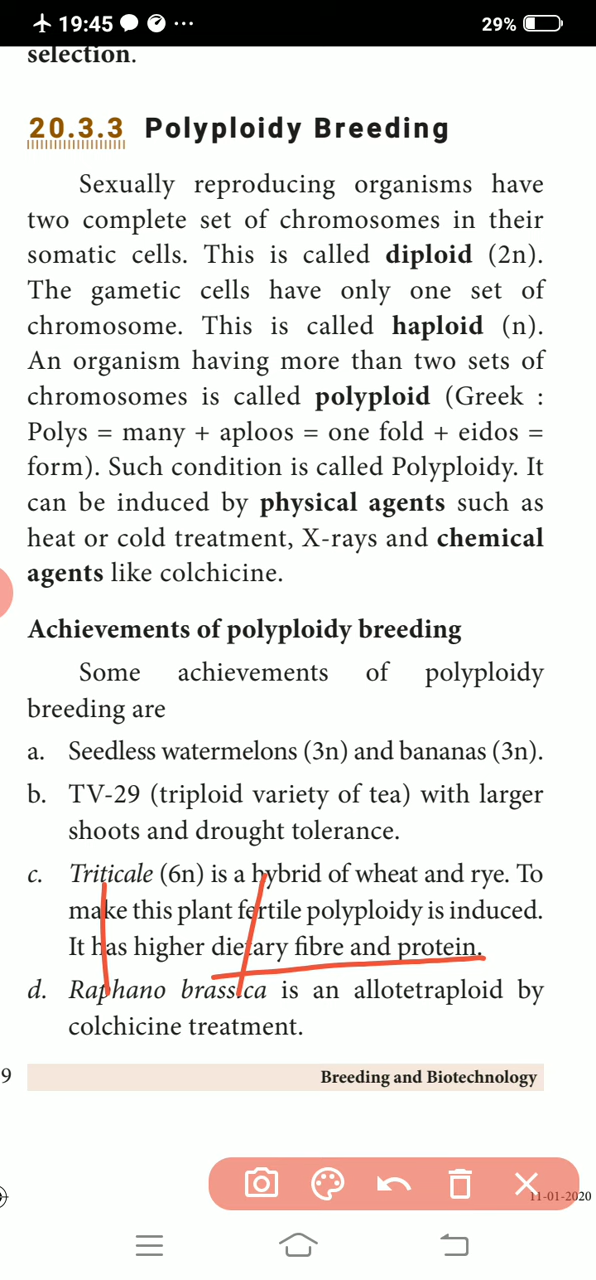 19:45
29%
selection.
20.3.3 Polyploidy Breeding
Sexually reproducing organisms have
two complete set of chromosomes in their
somatic cells. This is called diploid (2n).
The gametic cells have only one set of
chromosome. This is called haploid (n).
An organism having more than two sets of
chromosomes is called polyploid (Greek :
Polys = many + aploos = one fold + eidos =
form). Such condition is called Polyploidy. It
can be induced by physical agents such as
heat or cold treatment, X-rays and chemical
agents like colchicine.
Achievements of polyploidy breeding
Some achievements of polyploidy
breeding are
a. Seedless watermelons (3n) and bananas (3n).
b. TV-29 (triploid variety of tea) with larger
shoots and drought tolerance.
c. Triticale (6n) is a hybrid of wheat and rye. To
make this plant fertile polyploidy is induced.
It has higher dietary fibre and protein.
d. Raphano brassica is an allotetraploid by
colchicine treatment.
9
Breeding and Biotechnology
11-01-2020